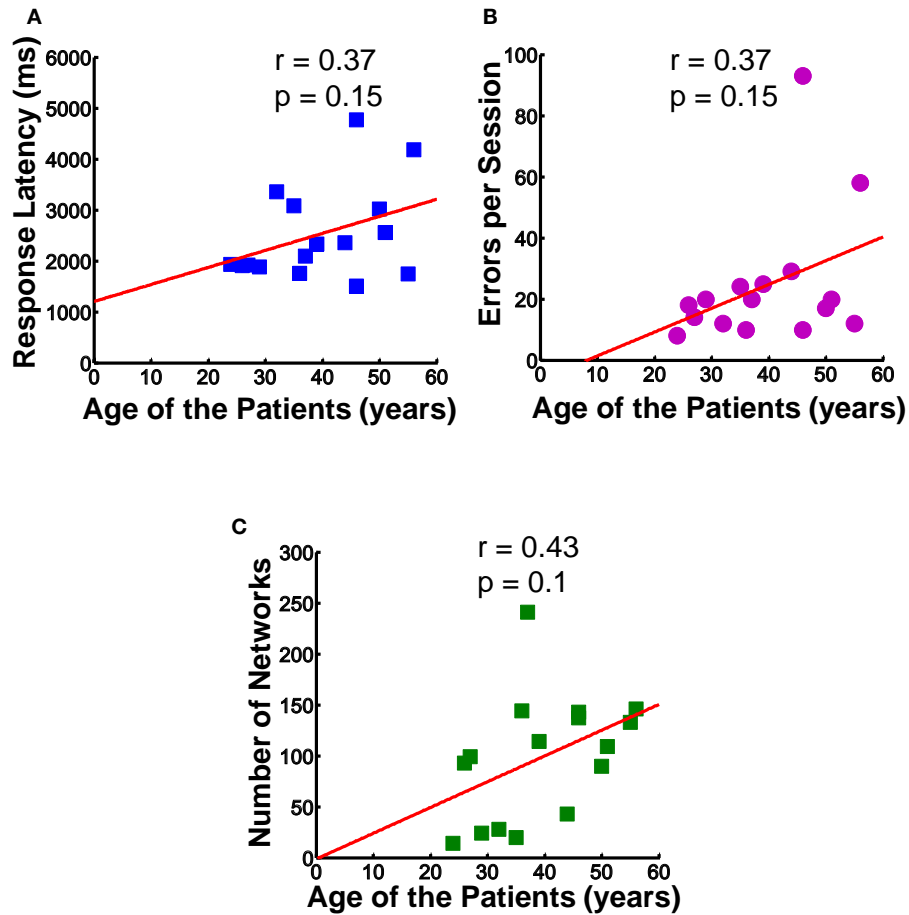 A
r = 0.37
p = 0.15
Response Latency (ms)
6000
5000
4000
3000
2000
1000
0
0 10 20 30 40 50 60
Age of the Patients (years)
B
r = 0.37
p = 0.15
Errors per Session
100
80
60
40
20
0
0 10 20 30 40 50 60
Age of the Patients (years)
C
r = 0.43
p = 0.1
Number of Networks
300
250
200
150
100
50
0
0 10 20 30 40 50 60
Age of the Patients (years)